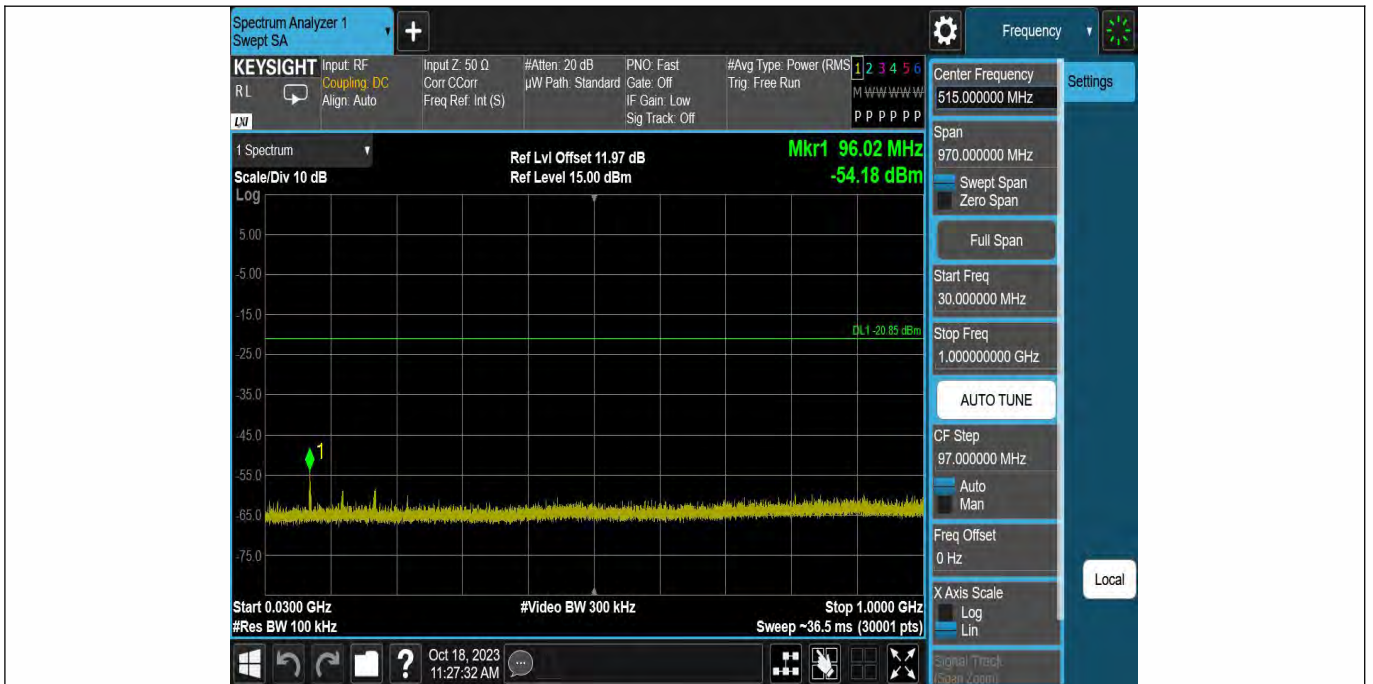 Spectrum Analyzer 1
Swept SA
+
Frequency
KEYSIGHT
RL
LXI
Input: RF
Coupling: DC
Align: Auto
Input Z: 50 Ω
Corr CCorr
Freq Ref: Int (S)
#Atten: 20 dB
µW Path: Standard
PNO: Fast
Gate: Off
IF Gain: Low
Sig Track: Off
#Avg Type: Power (RMS
Trig: Free Run
1 2 3 4 5 6
M W W W W W
P P P P P P
1 Spectrum
Scale/Div 10 dB
Log
Ref Lvl Offset 11.97 dB
Ref Level 15.00 dBm
Mkr1 96.02 MHz
-54.18 dBm
5.00
-5.00
-15.0
DL1 -20.85 dBm
-25.0
-35.0
-45.0
1
-55.0
-65.0
-75.0
Start 0.0300 GHz
#Res BW 100 kHz
#Video BW 300 kHz
Stop 1.0000 GHz
Sweep ~36.5 ms (30001 pts)
Center Frequency
515.000000 MHz
Settings
Span
970.000000 MHz
Swept Span
Zero Span
Full Span
Start Freq
30.000000 MHz
Stop Freq
1.000000000 GHz
AUTO TUNE
CF Step
97.000000 MHz
Auto
Man
Freq Offset
0 Hz
Local
X Axis Scale
Log
Lin
Signal Track
(Span Zoom)
?
Oct 18, 2023
11:27:32 AM